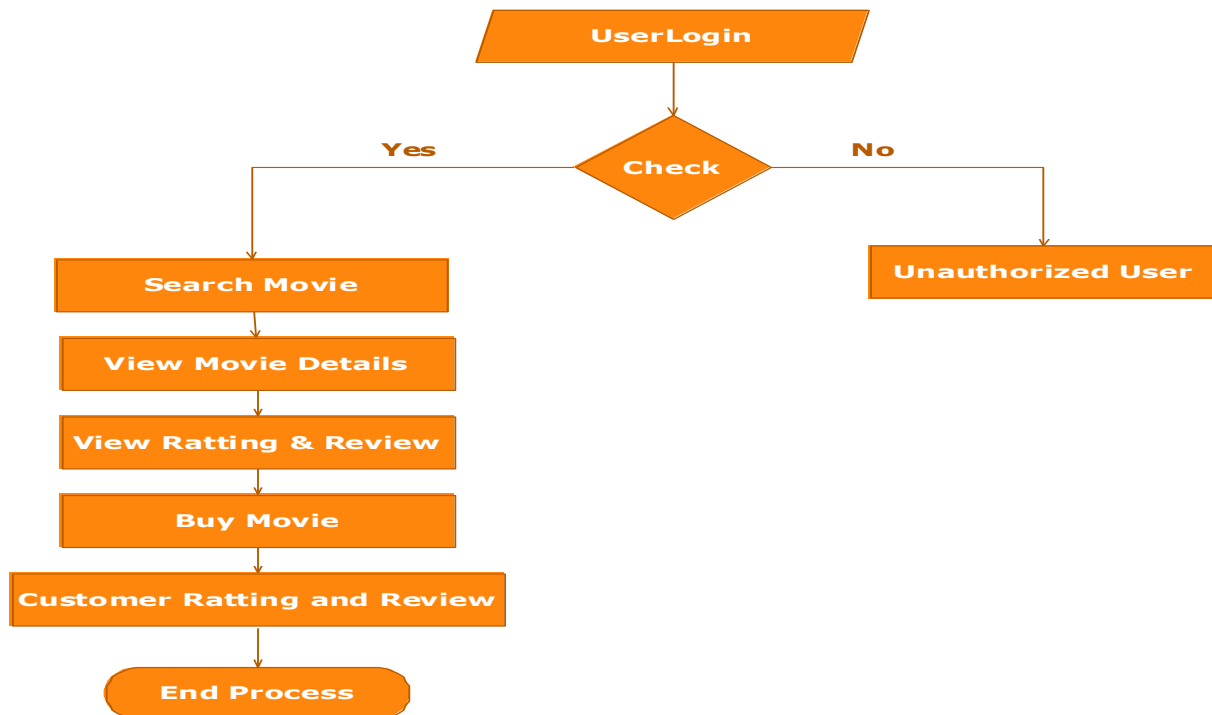 UserLogin
Check
Yes
No
Search Movie
Unauthorized User
View Movie Details
View Ratting & Review
Buy Movie
Customer Ratting and Review
End Process